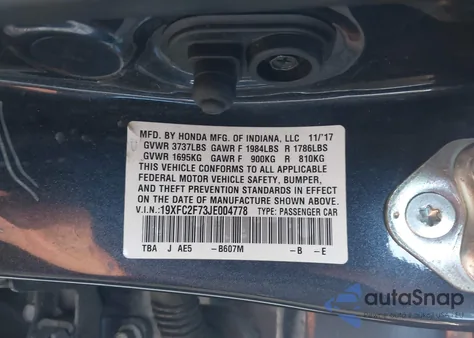 MFD. BY HONDA MFG. OF INDIANA, LLC 11/'17
GVWR 3737LBS GAWR F 1984LBS R 1786LBS
GVWR 1695KG GAWR F 900KG R 810KG
THIS VEHICLE CONFORMS TO ALL APPLICABLE
FEDERAL MOTOR VEHICLE SAFETY, BUMPER,
AND THEFT PREVENTION STANDARDS IN EFFECT
ON THE DATE OF MANUFACTURE SHOWN ABOVE.
V.I.N.:19XFC2F73JE004778 TYPE: PASSENGER CAR
TBA J AE5 -B607M -B -E
autoSnap